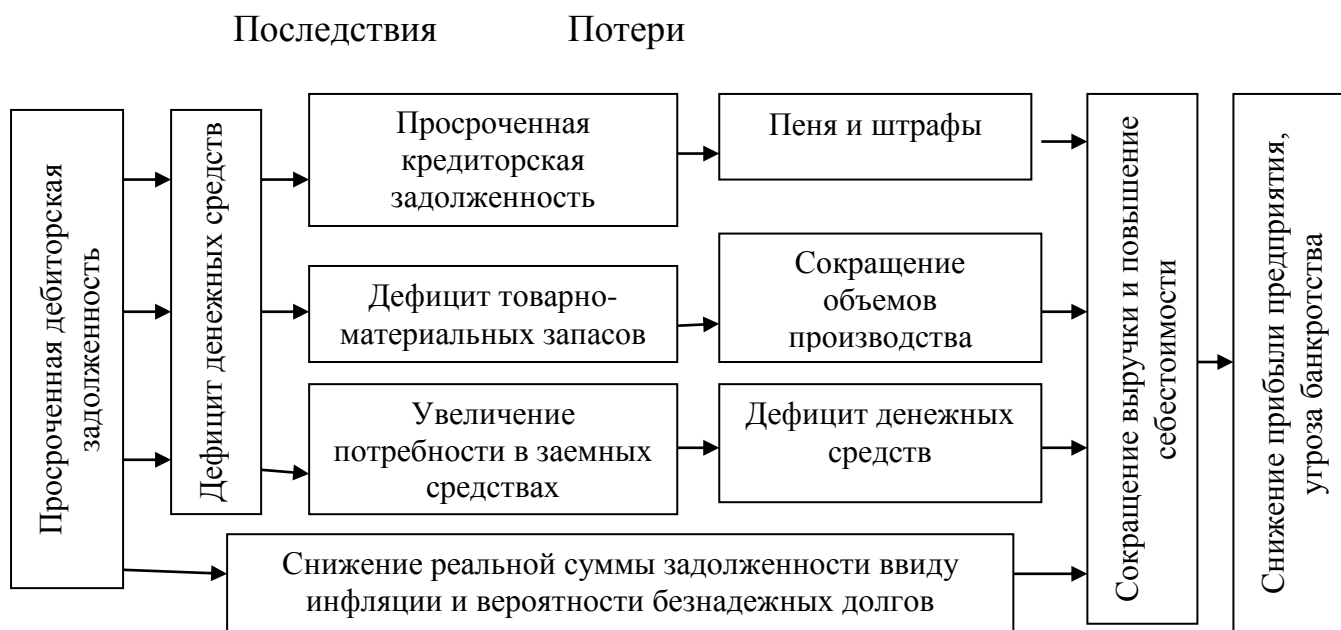 Последствия Потери
Просроченная дебиторская
задолженность
Дефицит денежных средств
Просроченная
кредиторская
задолженность
Пеня и штрафы
Дефицит товарно-
материальных запасов
Сокращение
объемов
производства
Увеличение
потребности в заемных
средствах
Дефицит денежных
средств
Снижение реальной суммы задолженности ввиду
инфляции и вероятности безнадежных долгов
Сокращение выручки и повышение
себестоимости
Снижение прибыли предприятия,
угроза банкротства